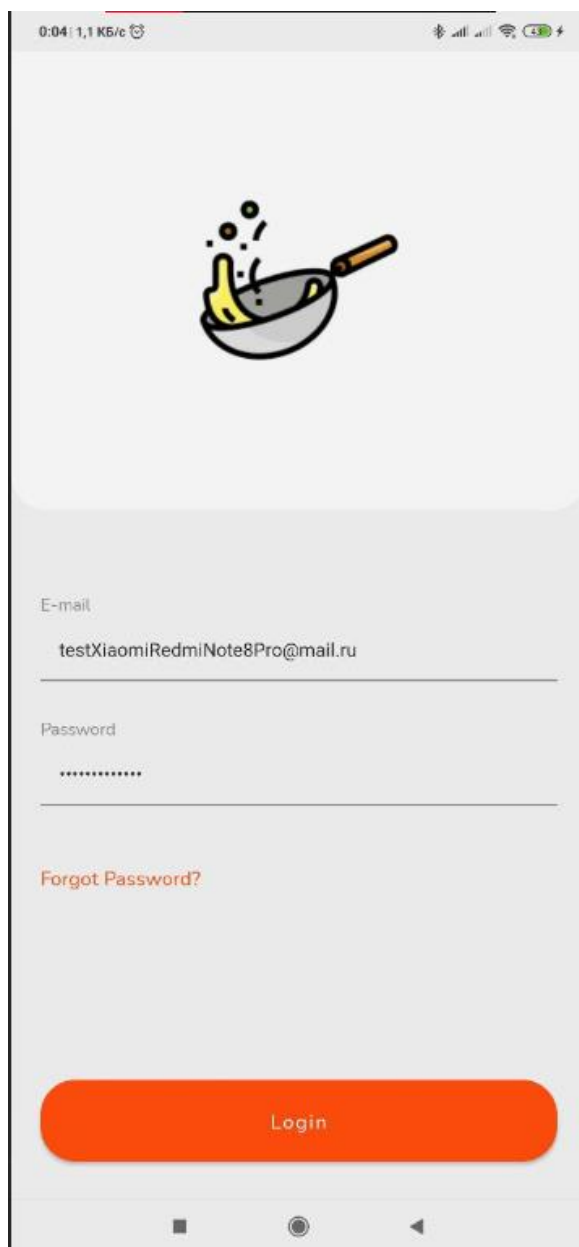 0:04 1,1 КБ/с
E-mail
testXiaomiRedmiNote8Pro@mail.ru
Password
•••••••••••••
Forgot Password?
Login